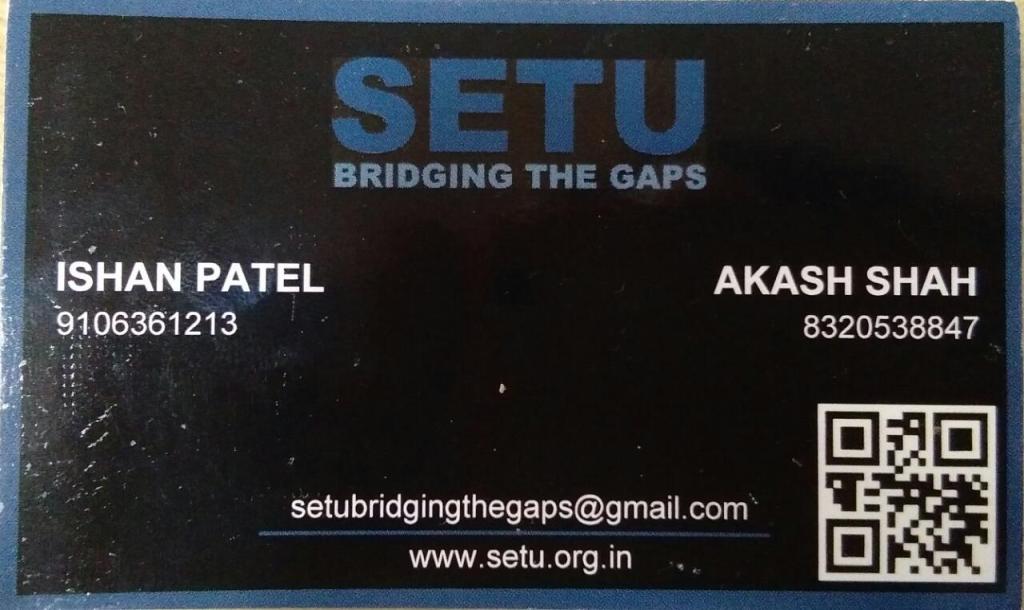 SETU
BRIDGING THE GAPS
ISHAN PATEL
9106361213
AKASH SHAH
8320538847
setubridgingthegaps@gmail.com
www.setu.org.in